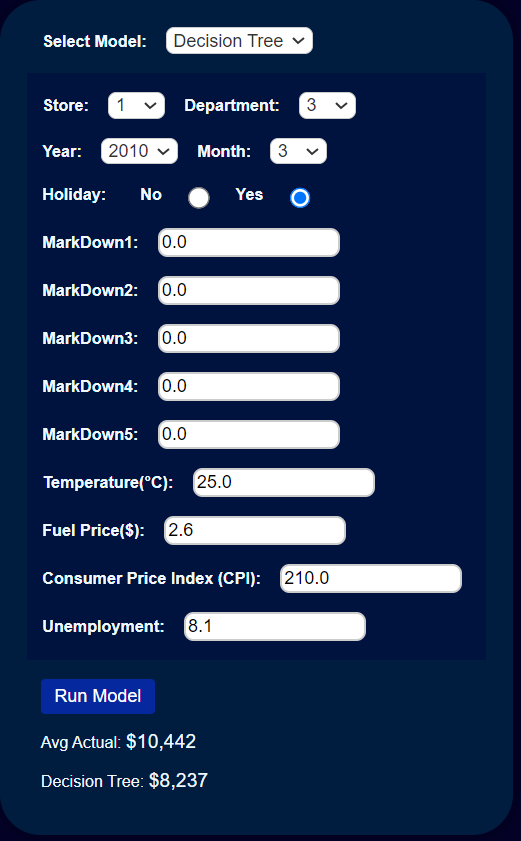 Select Model: Decision Tree
Store: 1 Department: 3
Year: 2010 Month: 3
Holiday: No Yes
MarkDown1: 0.0
MarkDown2: 0.0
MarkDown3: 0.0
MarkDown4: 0.0
MarkDown5: 0.0
Temperature(°C): 25.0
Fuel Price($): 2.6
Consumer Price Index (CPI): 210.0
Unemployment: 8.1
Run Model
Avg Actual: $10,442
Decision Tree: $8,237